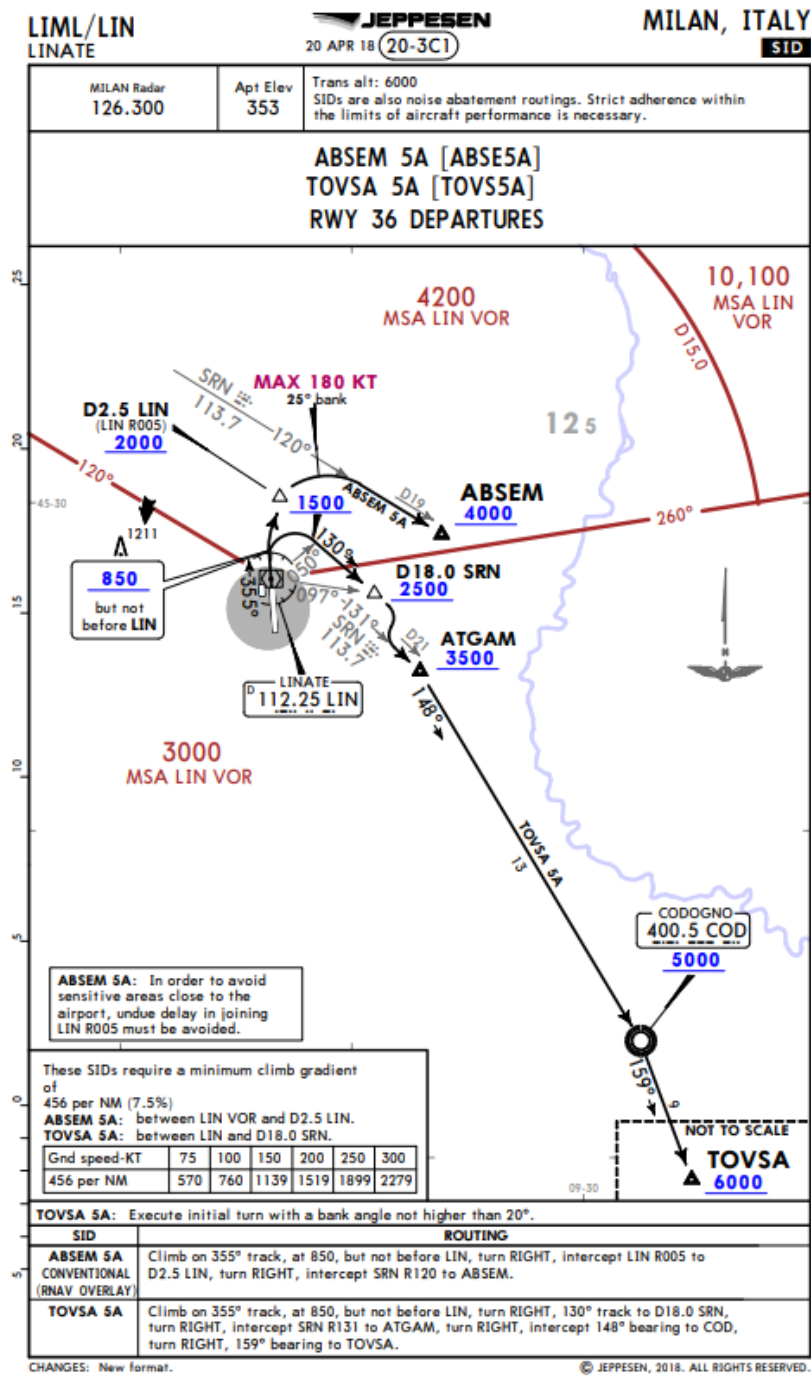 LIML/LIN
LINATE
JEPPESEN
20 APR 18 20-3C1
MILAN, ITALY
SID
MILAN Radar
126.300
Apt Elev
353
Trans alt: 6000
SIDs are also noise abatement routings. Strict adherence within
the limits of aircraft performance is necessary.
ABSEM 5A [ABSE5A]
TOVSA 5A [TOVS5A]
RWY 36 DEPARTURES
25
4200
MSA LIN VOR
10,100
MSA LIN
VOR
D15.0
SRN
113.7
120°
MAX 180 KT
25° bank
D2.5 LIN
(LIN R005)
2000
125
20
120°
45-30
ABSEM 5A
D19
ABSEM
4000
1500
260°
1211
130°
850
but not
before LIN
355°
050°
097°
D18.0 SRN
2500
15
131°
SRN
113.7
D21
ATGAM
3500
LINATE
D 112.25 LIN
148°
3000
MSA LIN VOR
10
TOVSA 5A
13
CODOGNO
400.5 COD
5000
5
ABSEM 5A: In order to avoid
sensitive areas close to the
airport, undue delay in joining
LIN R005 must be avoided.
159°
9
0
These SIDs require a minimum climb gradient
of
456 per NM (7.5%)
ABSEM 5A: between LIN VOR and D2.5 LIN.
TOVSA 5A: between LIN and D18.0 SRN.
Gnd speed-KT 75 100 150 200 250 300
456 per NM 570 760 1139 1519 1899 2279
NOT TO SCALE
TOVSA
6000
09-30
5
TOVSA 5A: Execute initial turn with a bank angle not higher than 20°.
SID ROUTING
ABSEM 5A
CONVENTIONAL
(RNAV OVERLAY)
Climb on 355° track, at 850, but not before LIN, turn RIGHT, intercept LIN R005 to
D2.5 LIN, turn RIGHT, intercept SRN R120 to ABSEM.
TOVSA 5A
Climb on 355° track, at 850, but not before LIN, turn RIGHT, 130° track to D18.0 SRN,
turn RIGHT, intercept SRN R131 to ATGAM, turn RIGHT, intercept 148° bearing to COD,
turn RIGHT, 159° bearing to TOVSA.
CHANGES: New format.
© JEPPESEN, 2018. ALL RIGHTS RESERVED.